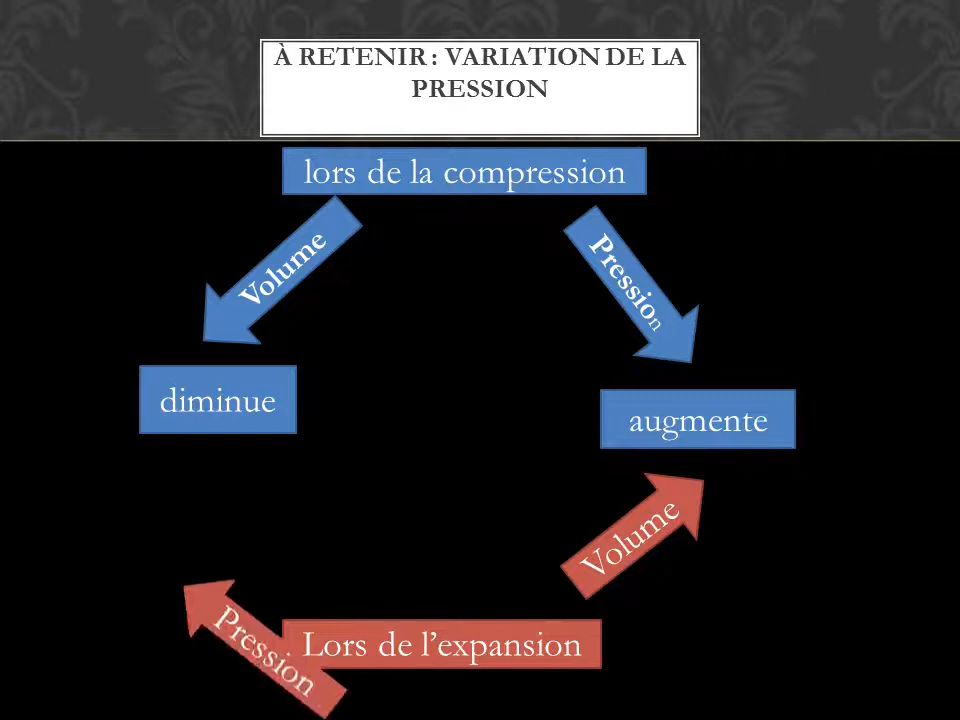 À RETENIR : VARIATION DE LA
PRESSION
lors de la compression
Volume
Pression
diminue
augmente
Volume
Pression
Lors de l’expansion